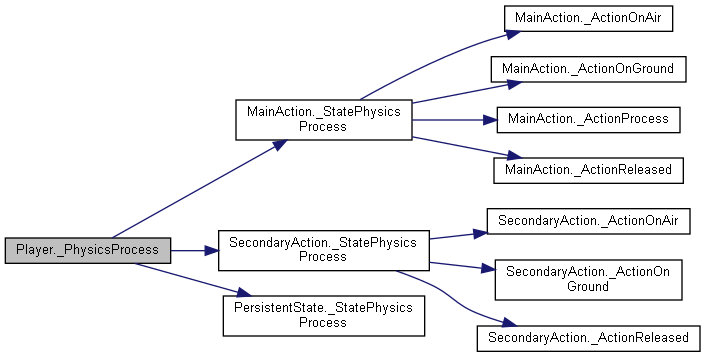 MainAction._ActionOnAir
MainAction._ActionOnGround
MainAction._StatePhysics
Process
MainAction._ActionProcess
MainAction._ActionReleased
Player._PhysicsProcess
SecondaryAction._StatePhysics
Process
SecondaryAction._ActionOnAir
SecondaryAction._ActionOn
Ground
PersistentState._StatePhysics
Process
SecondaryAction._ActionReleased